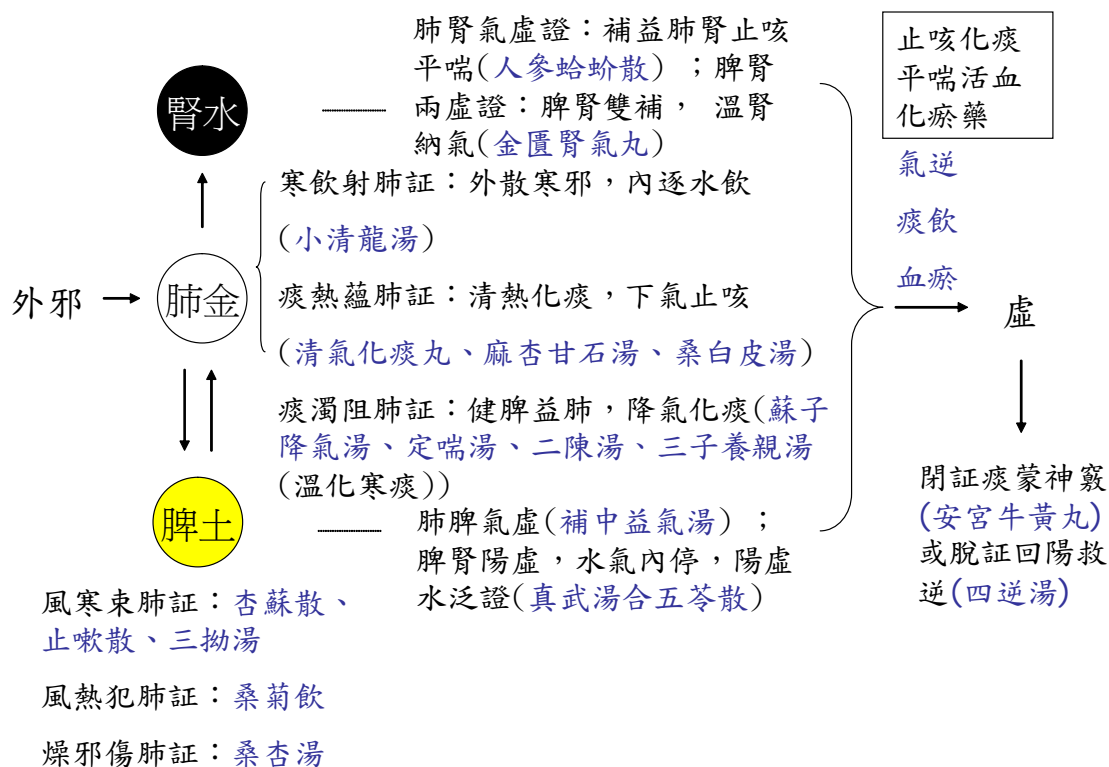 肺腎氣虛證：補益肺腎止咳
平喘(人參蛤蚧散)；脾腎
兩虛證：脾腎雙補， 溫腎
納氣(金匱腎氣丸)
止咳化痰
平喘活血
化瘀藥
腎水
氣逆
痰飲
血瘀
寒飲射肺証：外散寒邪，內逐水飲
(小清龍湯)
外邪
肺金
痰熱蘊肺証：清熱化痰，下氣止咳
(清氣化痰丸、麻杏甘石湯、桑白皮湯)
虛
痰濁阻肺証：健脾益肺，降氣化痰(蘇子
降氣湯、定喘湯、二陳湯、三子養親湯
(溫化寒痰))
脾土
肺脾氣虛(補中益氣湯)；
脾腎陽虛，水氣內停，陽虛
水泛證(真武湯合五苓散)
閉証痰蒙神竅
(安宮牛黃丸)
或脫証回陽救
逆(四逆湯)
風寒束肺証：杏蘇散、
止嗽散、三拗湯
風熱犯肺証：桑菊飲
燥邪傷肺証：桑杏湯